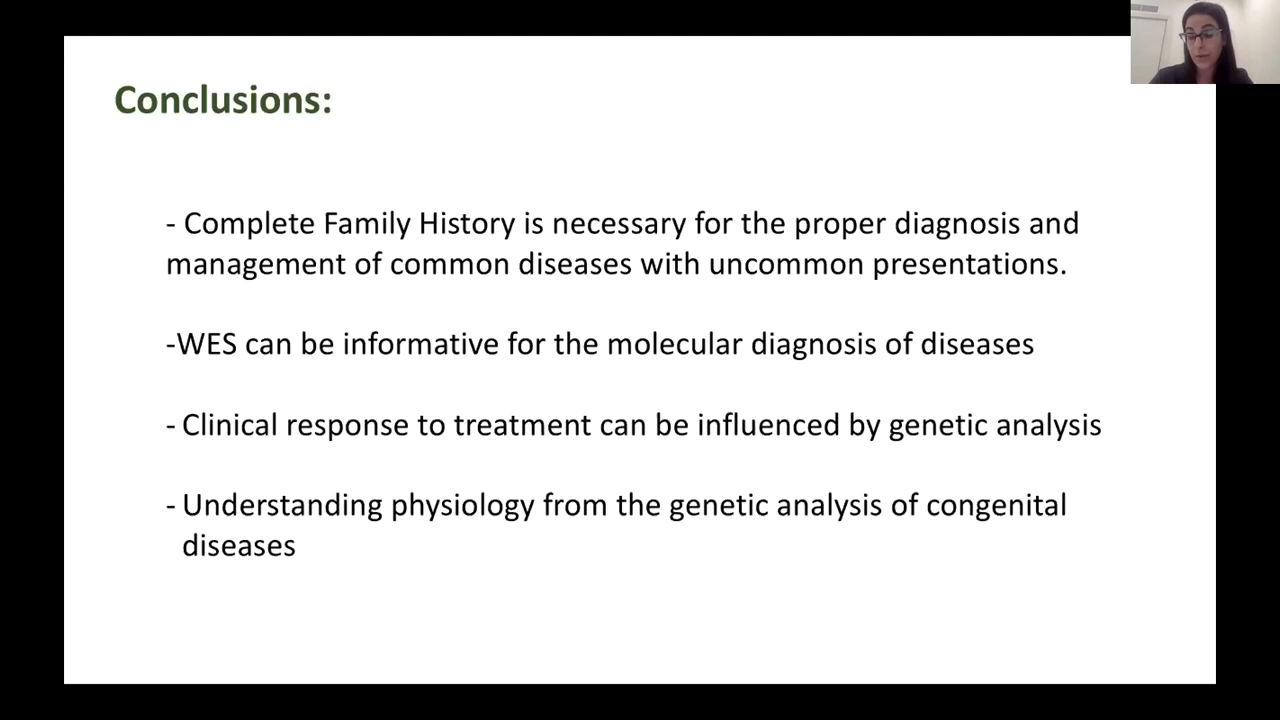 Conclusions:
- Complete Family History is necessary for the proper diagnosis and
management of common diseases with uncommon presentations.
-WES can be informative for the molecular diagnosis of diseases
- Clinical response to treatment can be influenced by genetic analysis
- Understanding physiology from the genetic analysis of congenital
diseases